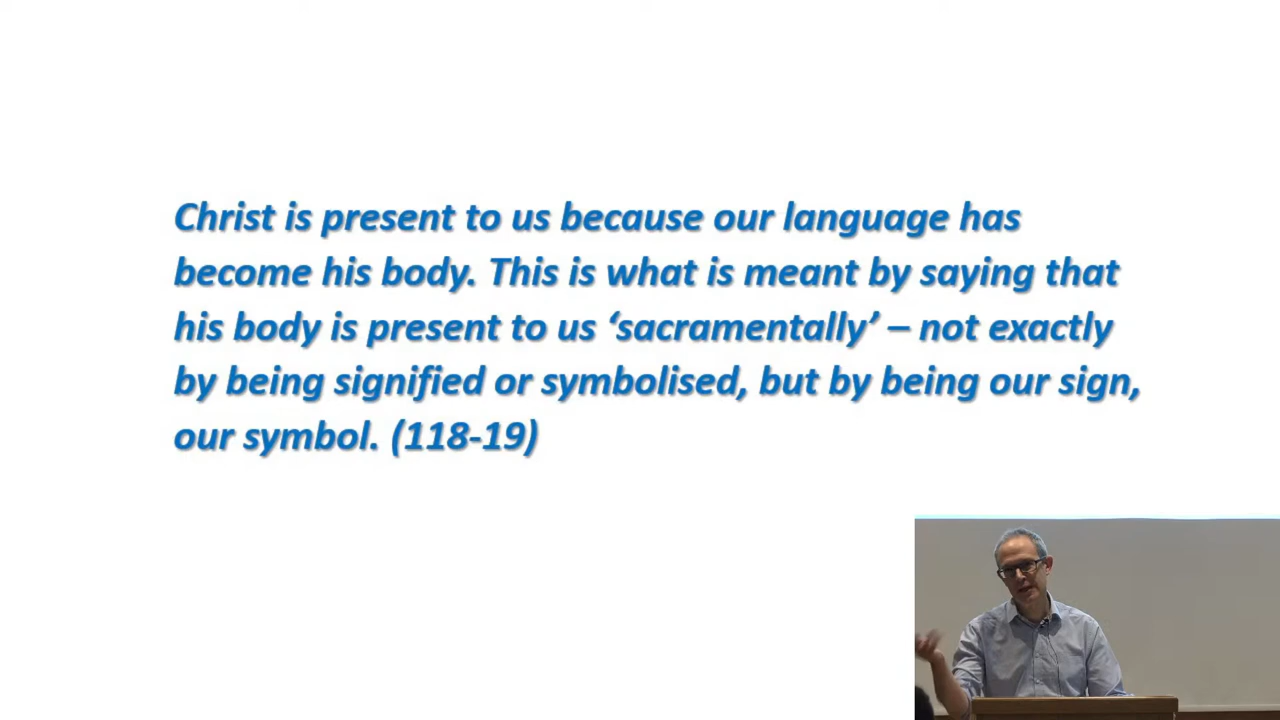 Christ is present to us because our language has
become his body. This is what is meant by saying that
his body is present to us ‘sacramentally’ – not exactly
by being signified or symbolised, but by being our sign,
our symbol. (118-19)